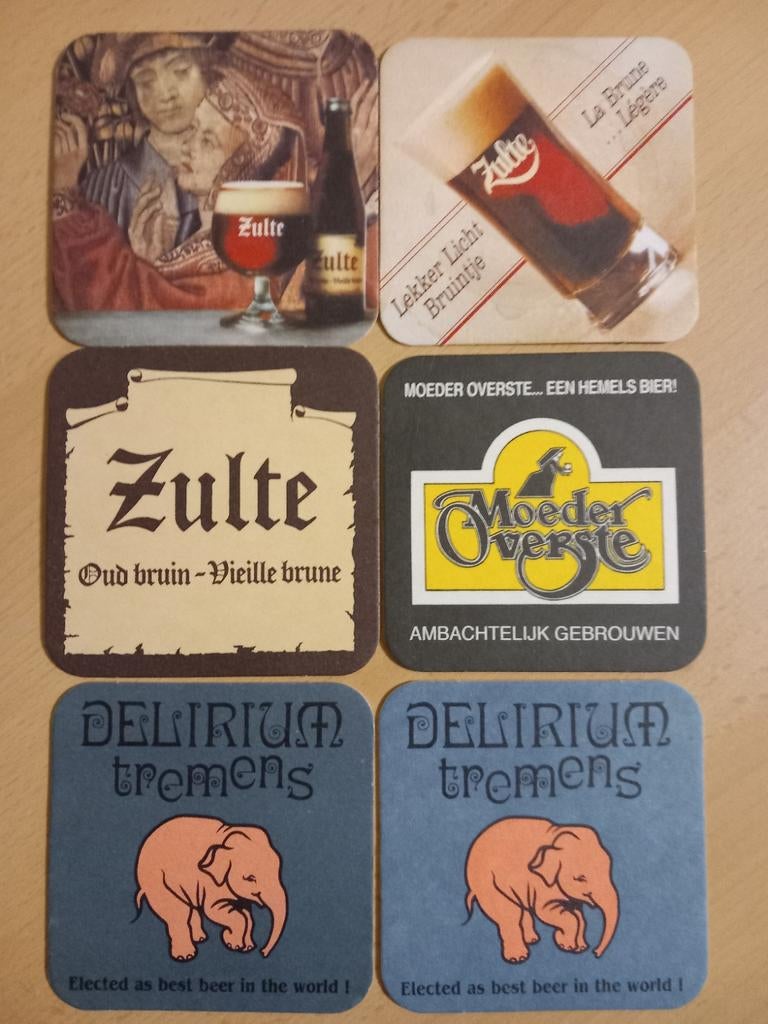 Zulte
Zulte
La Brune
...Légère
Zulte
Lekker Licht
Bruintje
Zulte
Oud bruin - Vieille brune
MOEDER OVERSTE... EEN HEMELS BIER!
Moeder
Overste
AMBACHTELIJK GEBROUWEN
DELIRIUM
tremens
Elected as best beer in the world !
DELIRIUM
tremens
Elected as best beer in the world !